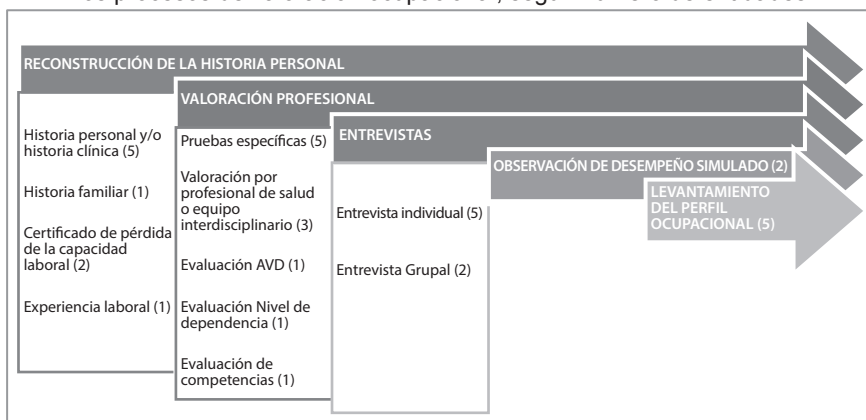 RECONSTRUCCIÓN DE LA HISTORIA PERSONAL
Historia personal y/o
historia clínica (5)
Historia familiar (1)
Certificado de pérdida
de la capacidad
laboral (2)
Experiencia laboral (1)
VALORACIÓN PROFESIONAL
Pruebas específicas (5)
Valoración por
profesional de salud
o equipo
interdisciplinario (3)
Evaluación AVD (1)
Evaluación Nivel de
dependencia (1)
Evaluación de
competencias (1)
ENTREVISTAS
Entrevista individual (5)
Entrevista Grupal (2)
OBSERVACIÓN DE DESEMPEÑO SIMULADO (2)
LEVANTAMIENTO
DEL PERFIL
OCUPACIONAL (5)